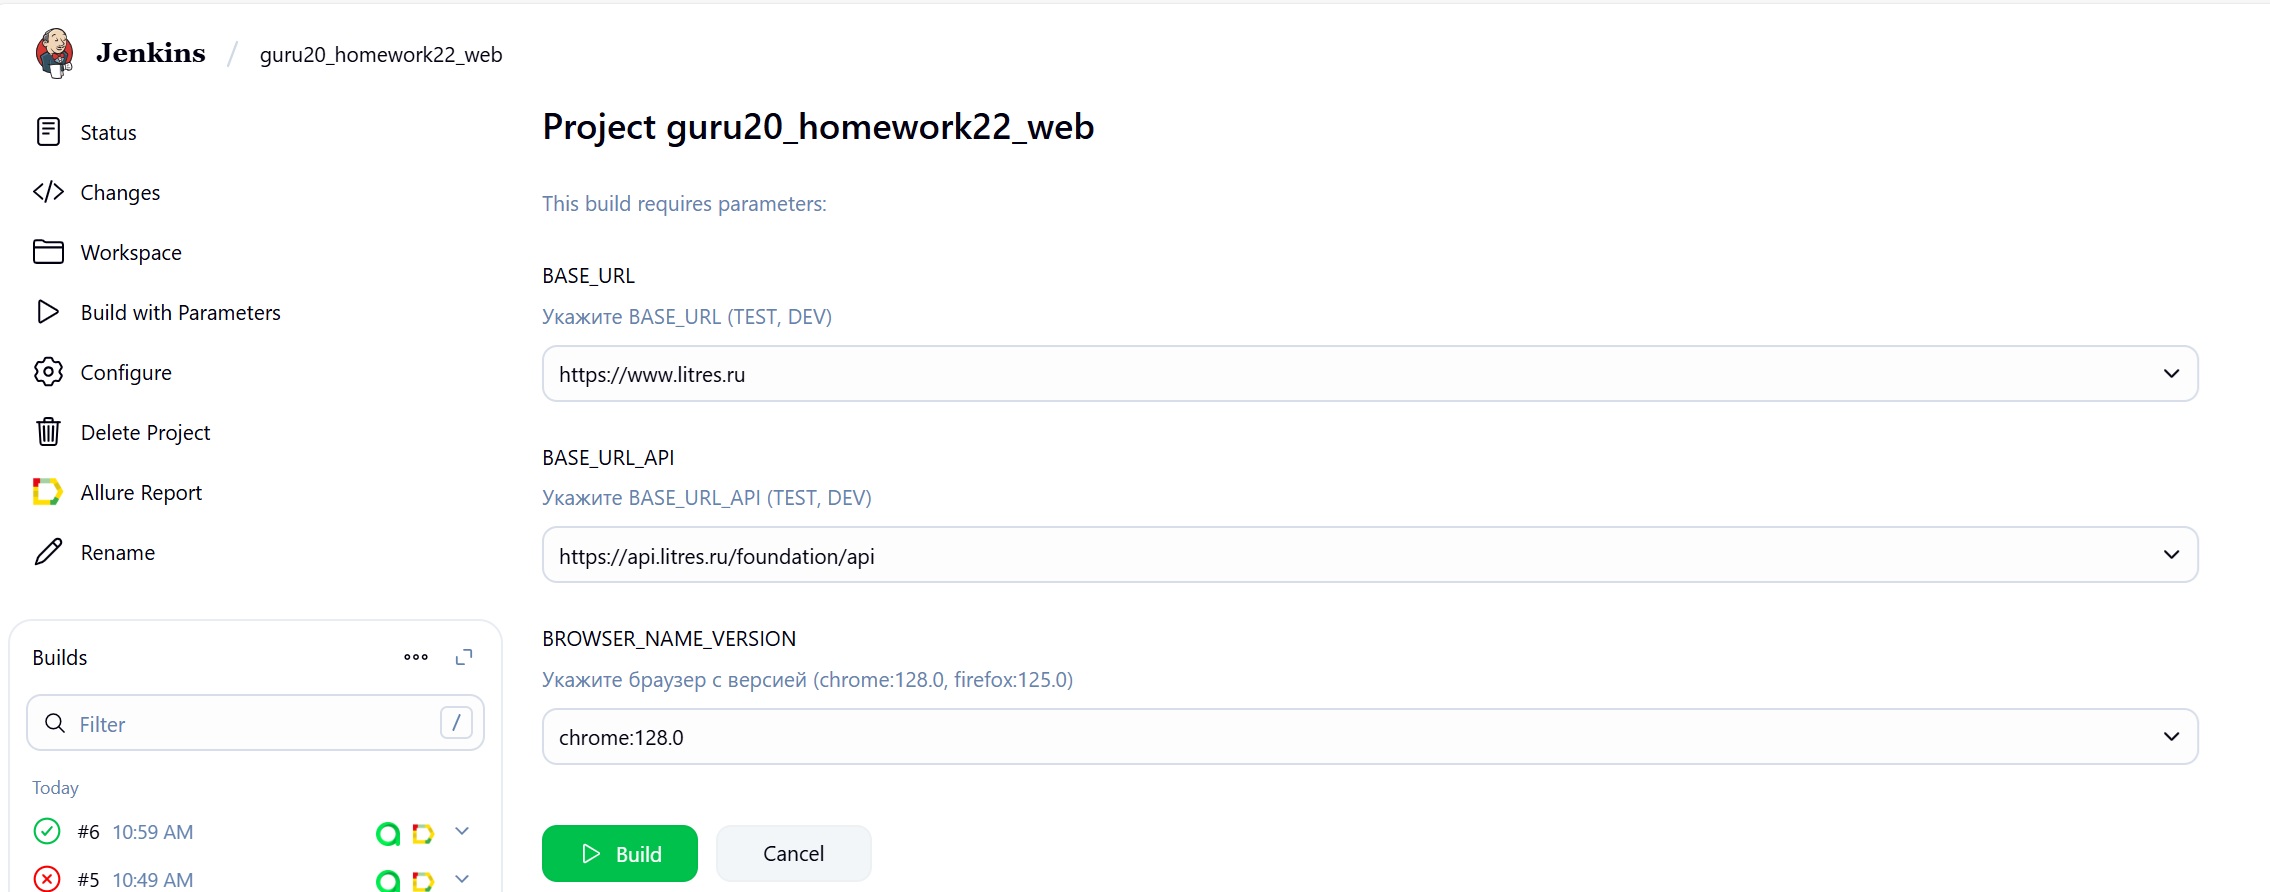 Jenkins / guru20_homework22_web
Status
Changes
Workspace
Build with Parameters
Configure
Delete Project
Allure Report
Rename
Builds
Filter /
Today
#6 10:59 AM
#5 10:49 AM
Project guru20_homework22_web
This build requires parameters:
BASE_URL
Укажите BASE_URL (TEST, DEV)
https://www.litres.ru
BASE_URL_API
Укажите BASE_URL_API (TEST, DEV)
https://api.litres.ru/foundation/api
BROWSER_NAME_VERSION
Укажите браузер с версией (chrome:128.0, firefox:125.0)
chrome:128.0
Build
Cancel